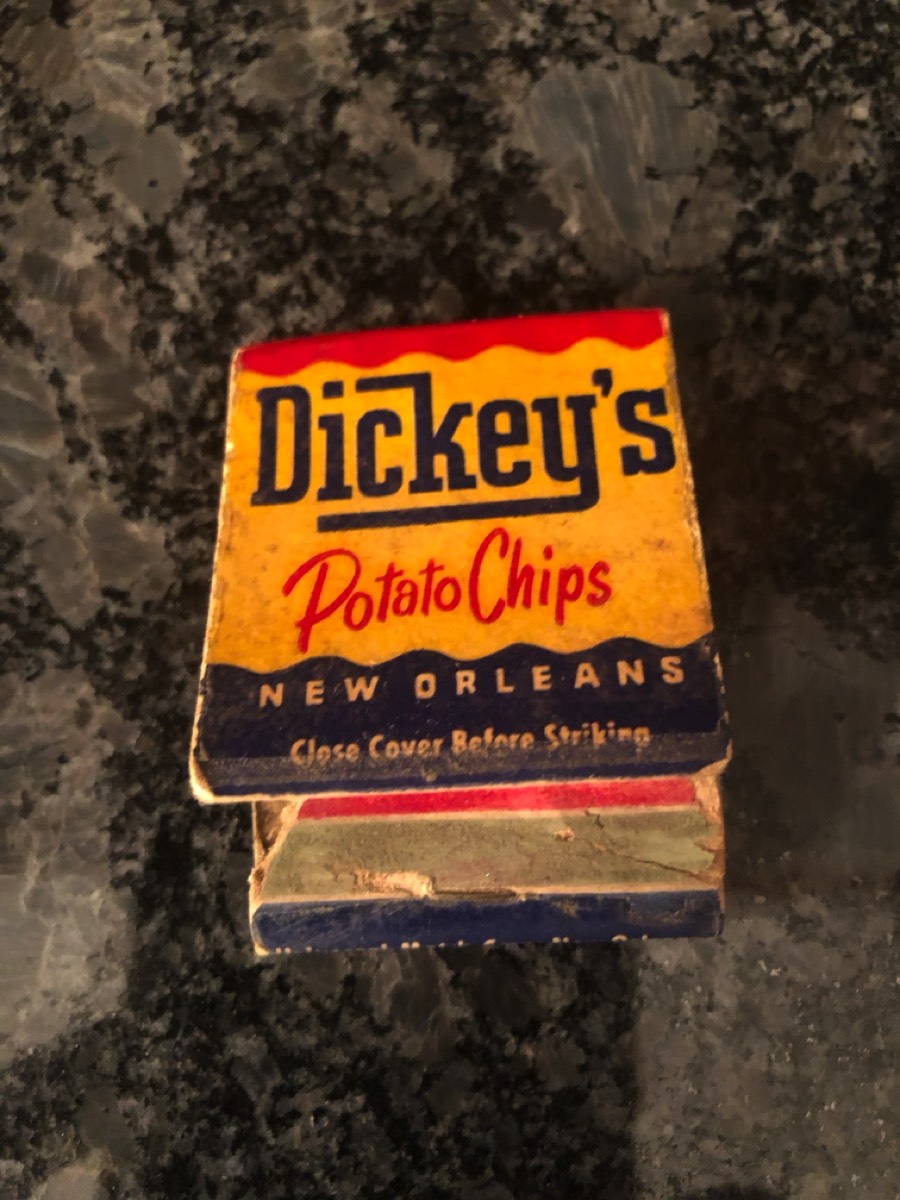 Dickey's
Potato Chips
NEW ORLEANS
Close Cover Before Striking